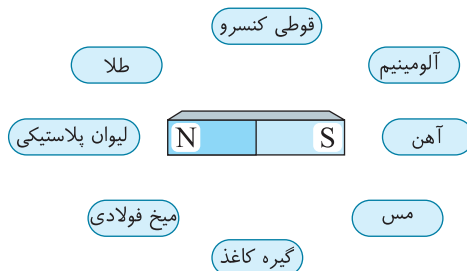 قوطی کنسرو
آلومینیم
طلا
آهن
S
N
لیوان پلاستیکی
مس
میخ فولادی
گیره کاغذ